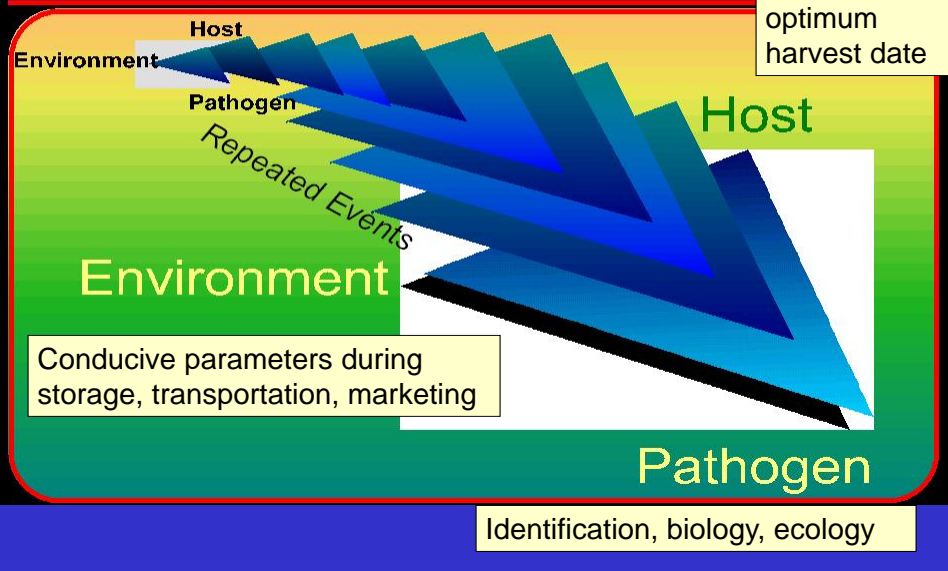 optimum
harvest date
Host
Environment
Pathogen
Host
Repeated Events
Environment
Conducive parameters during
storage, transportation, marketing
Pathogen
Identification, biology, ecology